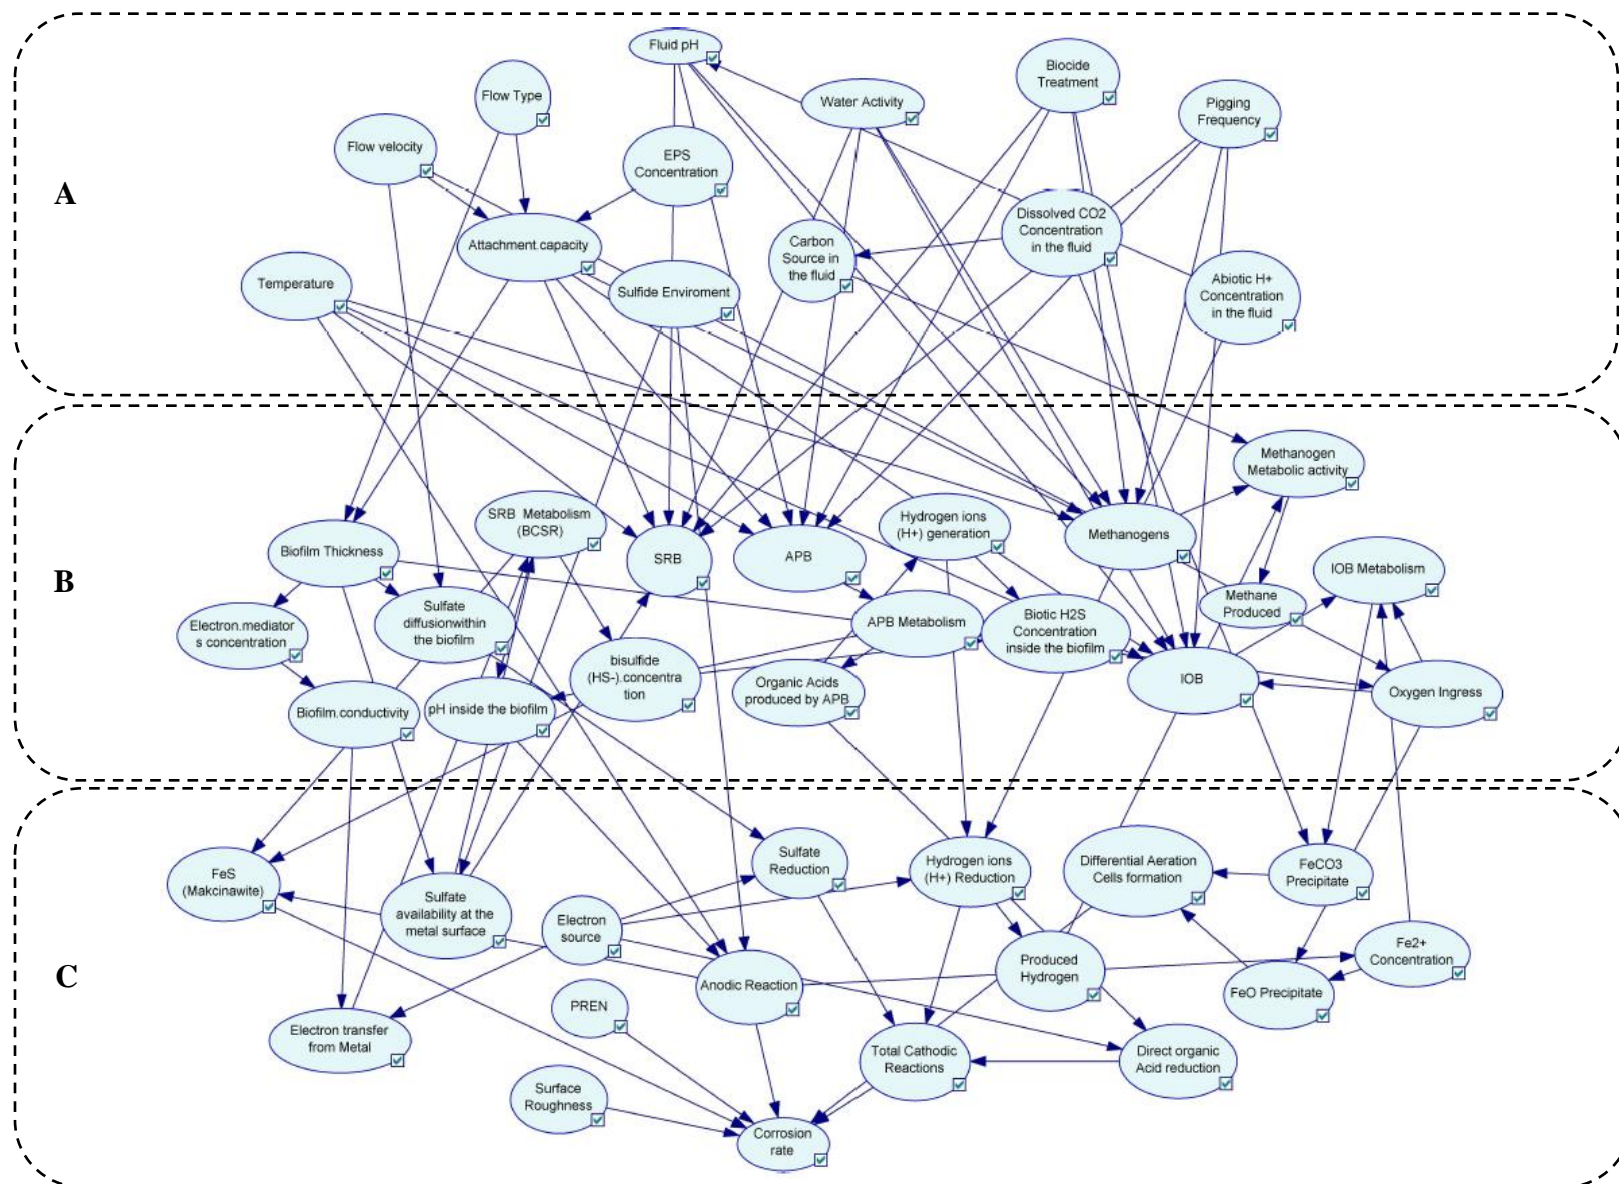 Fluid pH
Biocide
Treatment
Flow Type
Water Activity
Pigging
Frequency
Flow velocity
EPS
Concentration
A
Dissolved CO2
Concentration
in the fluid
Attachment.capacity
Carbon
Source in
the fluid
Temperature
Sulfide Enviroment
Abiotic H+
Concentration
in the fluid
Methanogen
Metabolic activity
SRB Metabolism
(BCSR)
Hydrogen ions
(H+) generation
Methanogens
Biofilm Thickness
SRB
APB
IOB Metabolism
B
Methane
Produced
Electron.mediator
s concentration
Sulfate
diffusionwithin
the biofilm
APB Metabolism
Biotic H2S
Concentration
inside the biofilm
bisulfide
(HS-).concentra
tion
Organic Acids
produced by APB
IOB
Oxygen Ingress
Biofilm.conductivity
pH inside the biofilm
FeS
(Makcinawite)
Sulfate
Reduction
Hydrogen ions
(H+) Reduction
Differential Aeration
Cells formation
FeCO3
Precipitate
Sulfate
availability at the
metal surface
Electron
source
Fe2+
Concentration
C
Anodic Reaction
Produced
Hydrogen
FeO Precipitate
PREN
Electron transfer
from Metal
Total Cathodic
Reactions
Direct organic
Acid reduction
Surface
Roughness
Corrosion
rate